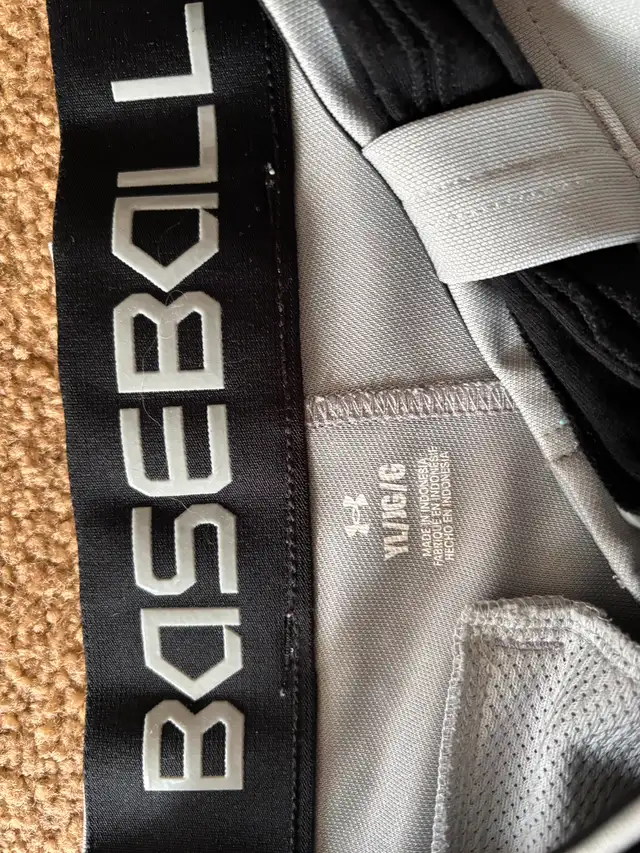 BASEBALL
YL/JG/G
MADE IN INDONESIA
FABRIQUÉ EN INDONÉSIE
HECHO EN INDONESIA